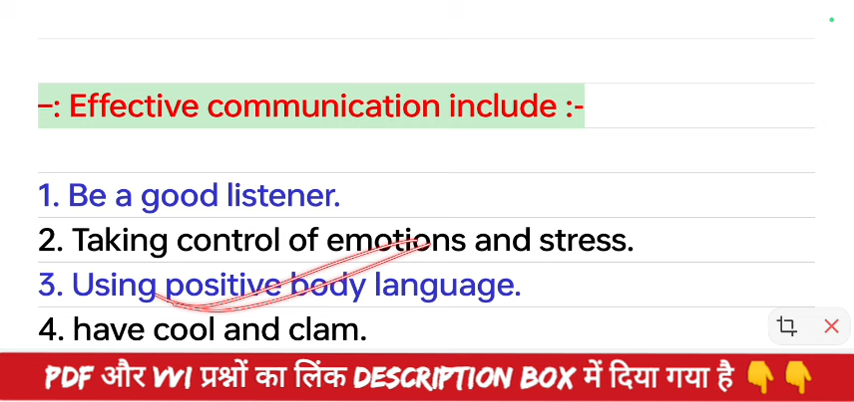 –: Effective communication include :-
1. Be a good listener.
2. Taking control of emotions and stress.
3. Using positive body language.
4. have cool and clam.
PDF और VVI प्रश्नों का लिंक DESCRIPTION BOX में दिया गया है 👇👇